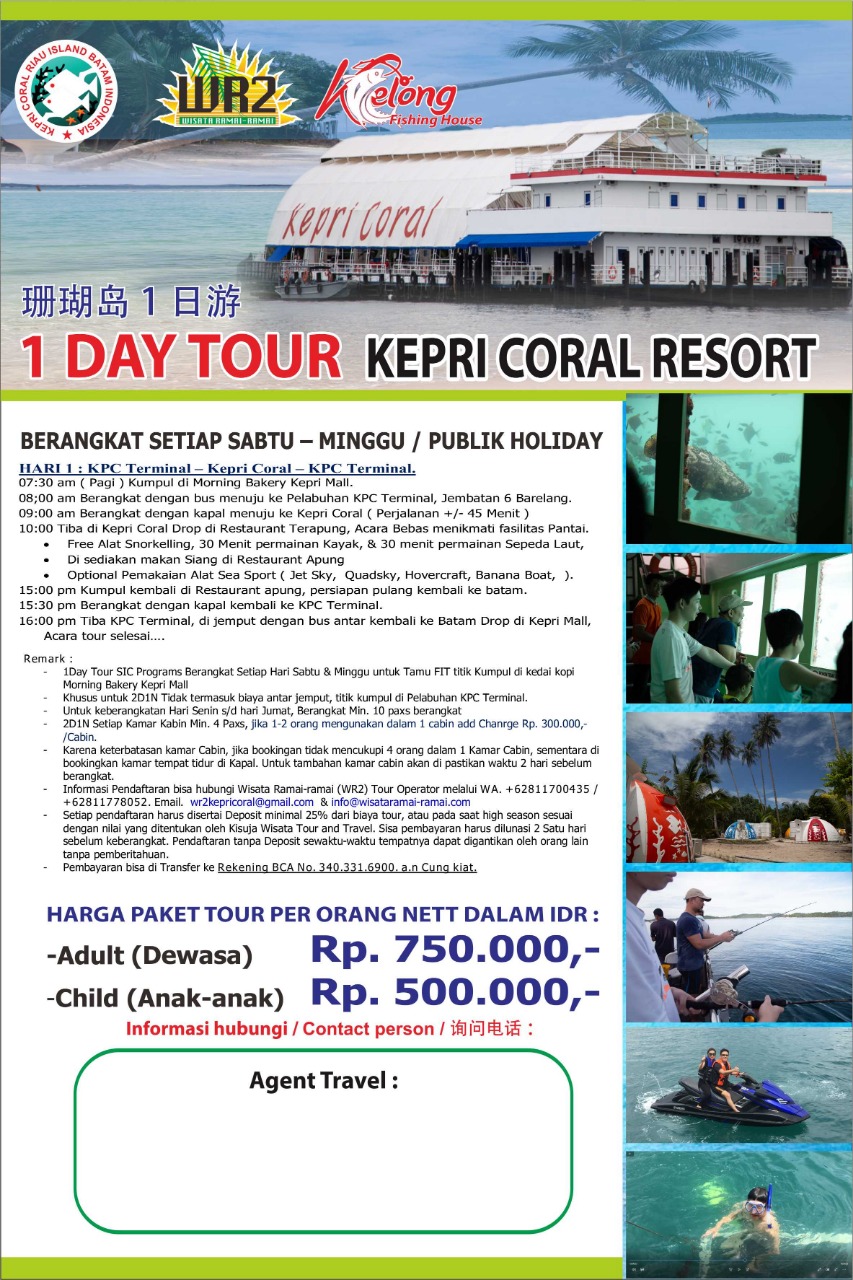 KEPRI CORAL RIAU ISLAND BATAM INDONESIA
WR2
WISATA RAMAI-RAMAI
Kelong
Fishing House
Kepri Coral
珊瑚岛 1 日游
1 DAY TOUR KEPRI CORAL RESORT
BERANGKAT SETIAP SABTU – MINGGU / PUBLIK HOLIDAY
HARI 1 : KPC Terminal – Kepri Coral – KPC Terminal.
07:30 am ( Pagi ) Kumpul di Morning Bakery Kepri Mall.
08;00 am Berangkat dengan bus menuju ke Pelabuhan KPC Terminal, Jembatan 6 Barelang.
09:00 am Berangkat dengan kapal menuju ke Kepri Coral ( Perjalanan +/- 45 Menit )
10:00 Tiba di Kepri Coral Drop di Restaurant Terapung, Acara Bebas menikmati fasilitas Pantai.
• Free Alat Snorkelling, 30 Menit permainan Kayak, & 30 menit permainan Sepeda Laut,
• Di sediakan makan Siang di Restaurant Apung
• Optional Pemakaian Alat Sea Sport ( Jet Sky, Quadsky, Hovercraft, Banana Boat, ).
15:00 pm Kumpul kembali di Restaurant apung, persiapan pulang kembali ke batam.
15:30 pm Berangkat dengan kapal kembali ke KPC Terminal.
16:00 pm Tiba KPC Terminal, di jemput dengan bus antar kembali ke Batam Drop di Kepri Mall,
Acara tour selesai....
Remark :
- 1Day Tour SIC Programs Berangkat Setiap Hari Sabtu & Minggu untuk Tamu FIT titik Kumpul di kedai kopi
Morning Bakery Kepri Mall
- Khusus untuk 2D1N Tidak termasuk biaya antar jemput, titik kumpul di Pelabuhan KPC Terminal.
- Untuk keberangkatan Hari Senin s/d hari Jumat, Berangkat Min. 10 paxs berangkat
- 2D1N Setiap Kamar Kabin Min. 4 Paxs, jika 1-2 orang mengunakan dalam 1 cabin add Chanrge Rp. 300.000,-
/Cabin.
- Karena keterbatasan kamar Cabin, jika bookingan tidak mencukupi 4 orang dalam 1 Kamar Cabin, sementara di
bookingkan kamar tempat tidur di Kapal. Untuk tambahan kamar cabin akan di pastikan waktu 2 hari sebelum
berangkat.
- Informasi Pendaftaran bisa hubungi Wisata Ramai-ramai (WR2) Tour Operator melalui WA. +62811700435 /
+62811778052. Email. wr2kepricoral@gmail.com & info@wisataramai-ramai.com
- Setiap pendaftaran harus disertai Deposit minimal 25% dari biaya tour, atau pada saat high season sesuai
dengan nilai yang ditentukan oleh Kisuja Wisata Tour and Travel. Sisa pembayaran harus dilunasi 2 Satu hari
sebelum keberangkat. Pendaftaran tanpa Deposit sewaktu-waktu tempatnya dapat digantikan oleh orang lain
tanpa pemberitahuan.
- Pembayaran bisa di Transfer ke Rekening BCA No. 340.331.6900. a.n Cung kiat.
HARGA PAKET TOUR PER ORANG NETT DALAM IDR :
-Adult (Dewasa) Rp. 750.000,-
-Child (Anak-anak) Rp. 500.000,-
Informasi hubungi / Contact person / 询问电话 :
Agent Travel :